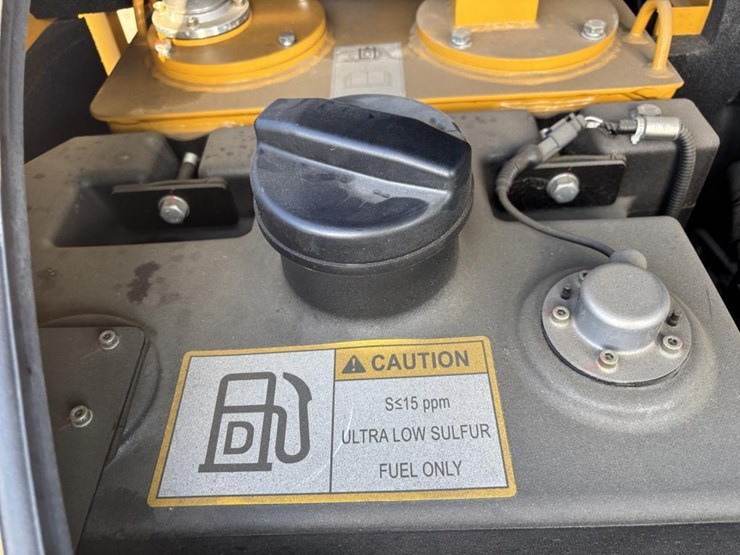 CAUTION
S≤15 ppm
ULTRA LOW SULFUR
FUEL ONLY
D